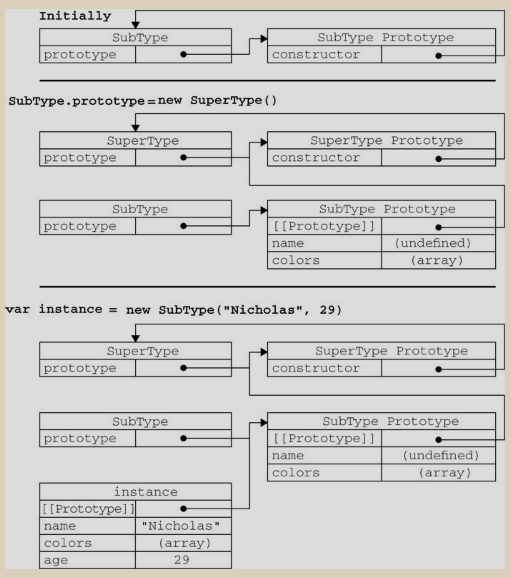 Initially
SubType
SubType Prototype
prototype
constructor
SubType.prototype = new SuperType()
SuperType
SuperType Prototype
prototype
constructor
SubType
SubType Prototype
prototype
[[Prototype]]
name (undefined)
colors (array)
var instance = new SubType("Nicholas", 29)
SuperType
SuperType Prototype
prototype
constructor
SubType
SubType Prototype
prototype
[[Prototype]]
name (undefined)
colors (array)
instance
[[Prototype]]
name "Nicholas"
colors (array)
age 29